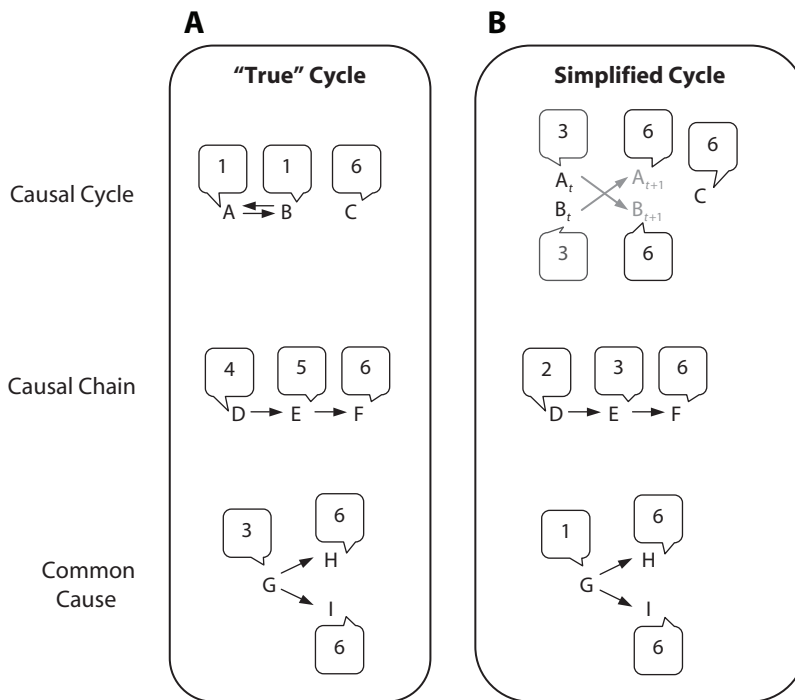 A
B
“True” Cycle
Simplified Cycle
Causal Cycle
1 1 6
A B C
3 6 6
Aₜ Aₜ₊₁
C
Bₜ Bₜ₊₁
3 6
Causal Chain
4 5 6
D E F
2 3 6
D E F
Common
Cause
3 6
H
G
I
6
1 6
H
G
I
6